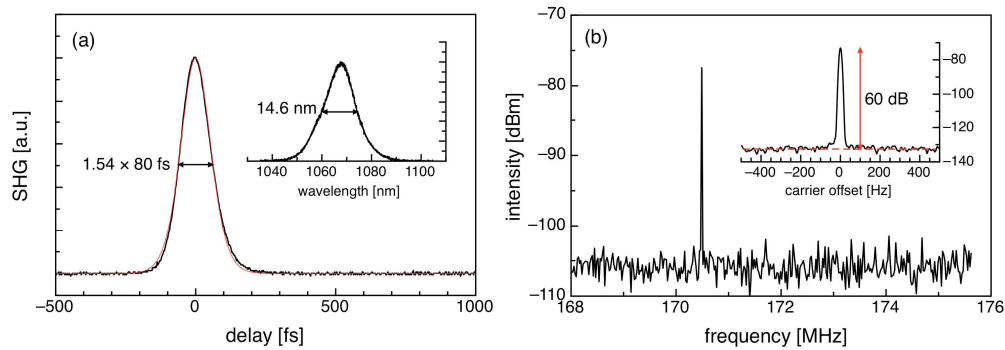 (a)
14.6 nm
1.54 × 80 fs
SHG [a.u.]
1040 1060 1080 1100
wavelength [nm]
−500 0 500 1000
delay [fs]
(b)
−70
−80
−90
−100
−110
intensity [dBm]
60 dB
−80
−100
−120
−140
−400 −200 0 200 400
carrier offset [Hz]
168 170 172 174 176
frequency [MHz]